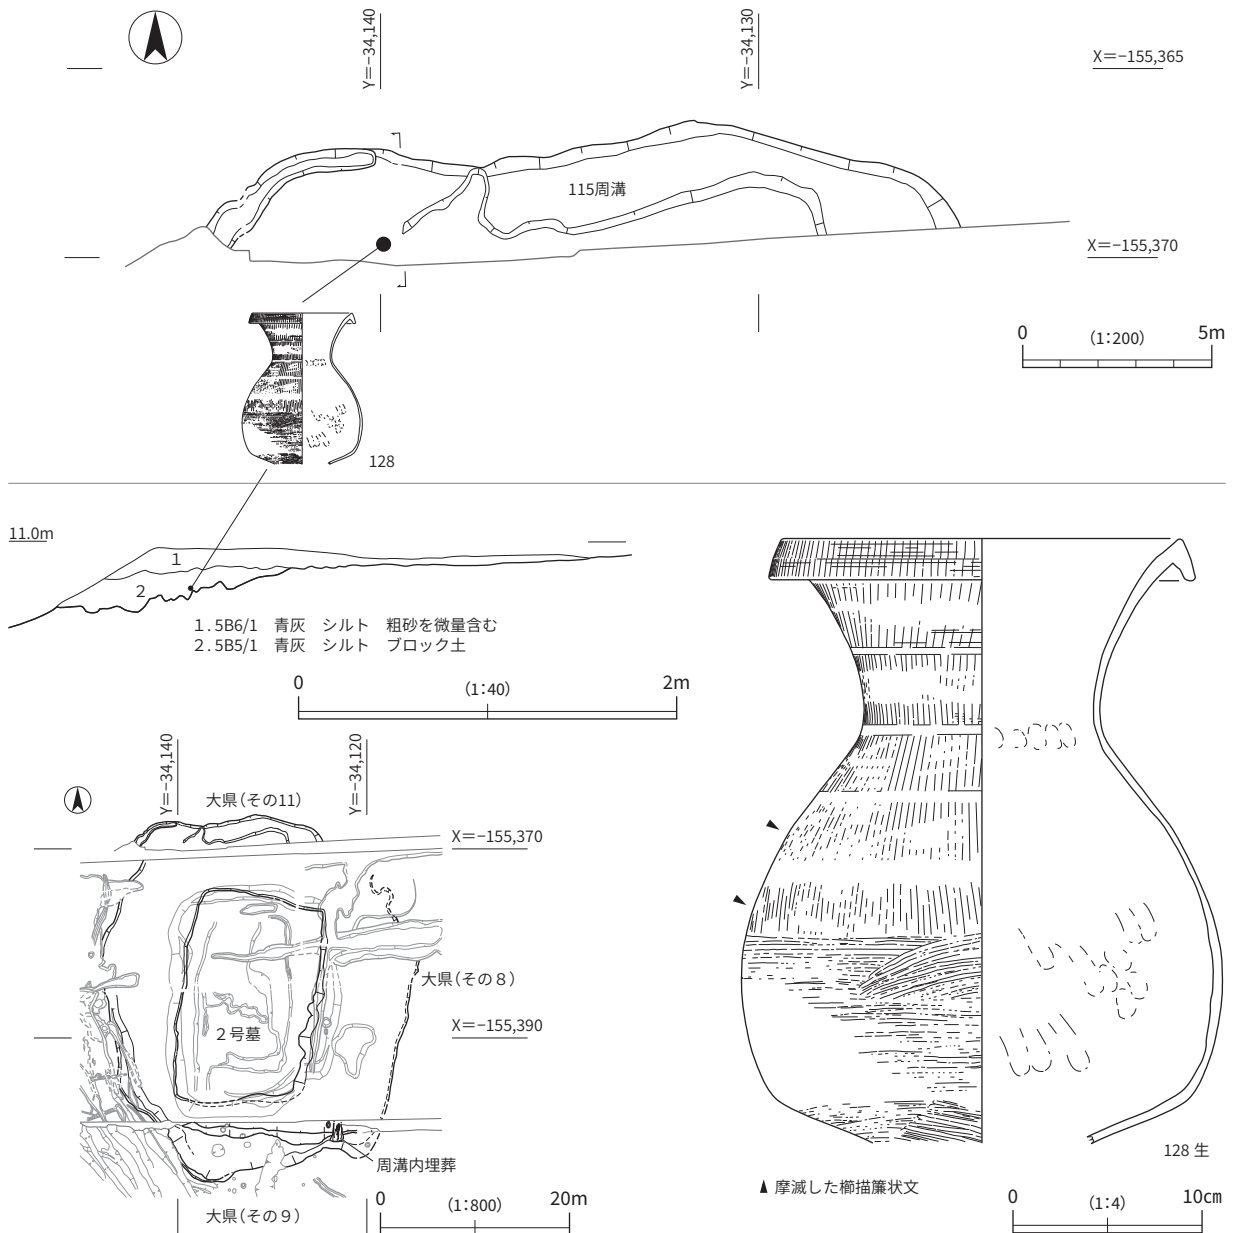 Y＝−34,140
Y＝−34,130
X＝−155,365
115周溝
X＝−155,370
0 (1:200) 5m
128
11.0m
1
2
1. 5B6/1 青灰 シルト 粗砂を微量含む
2. 5B5/1 青灰 シルト ブロック土
0 (1:40) 2m
Y＝−34,140
Y＝−34,120
大県（その11）
X＝−155,370
大県（その８）
X＝−155,390
２号墓
周溝内埋葬
大県（その９）
0 (1:800) 20m
128 生
摩滅した櫛描簾状文
0 (1:4) 10㎝